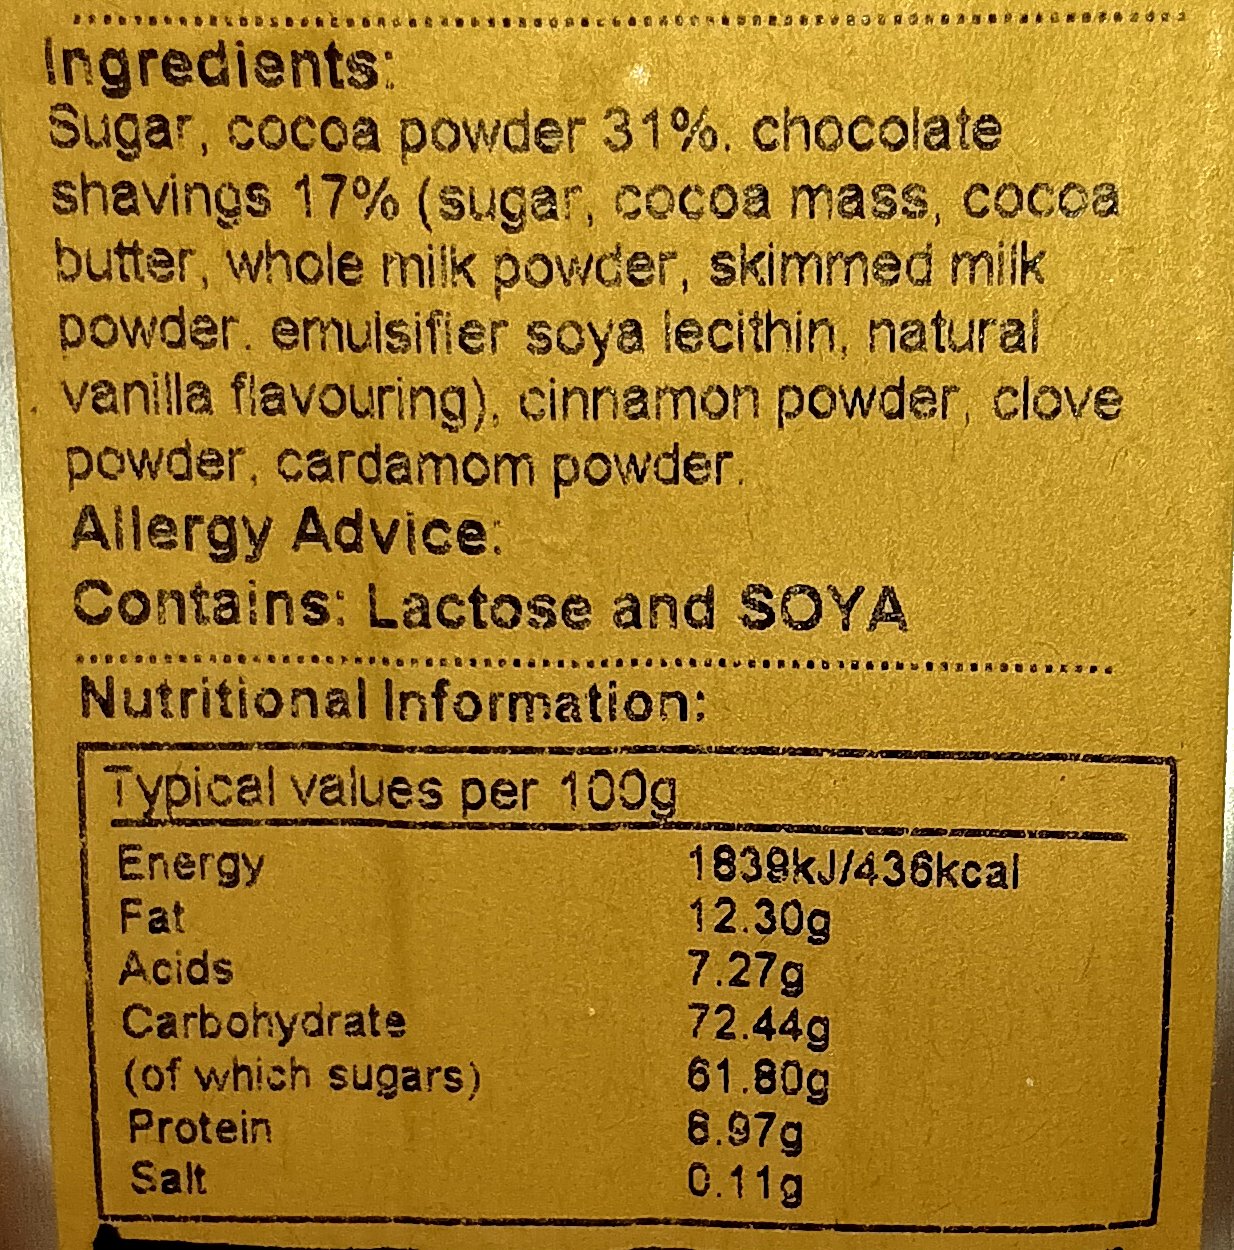 Ingredients:
Sugar, cocoa powder 31%, chocolate
shavings 17% (sugar, cocoa mass, cocoa
butter, whole milk powder, skimmed milk
powder, emulsifier soya lecithin, natural
vanilla flavouring), cinnamon powder, clove
powder, cardamom powder.
Allergy Advice:
Contains: Lactose and SOYA
Nutritional Information:
Typical values per 100g
Energy 1839kJ/436kcal
Fat 12.30g
Acids 7.27g
Carbohydrate 72.44g
(of which sugars) 61.80g
Protein 6.97g
Salt 0.11g